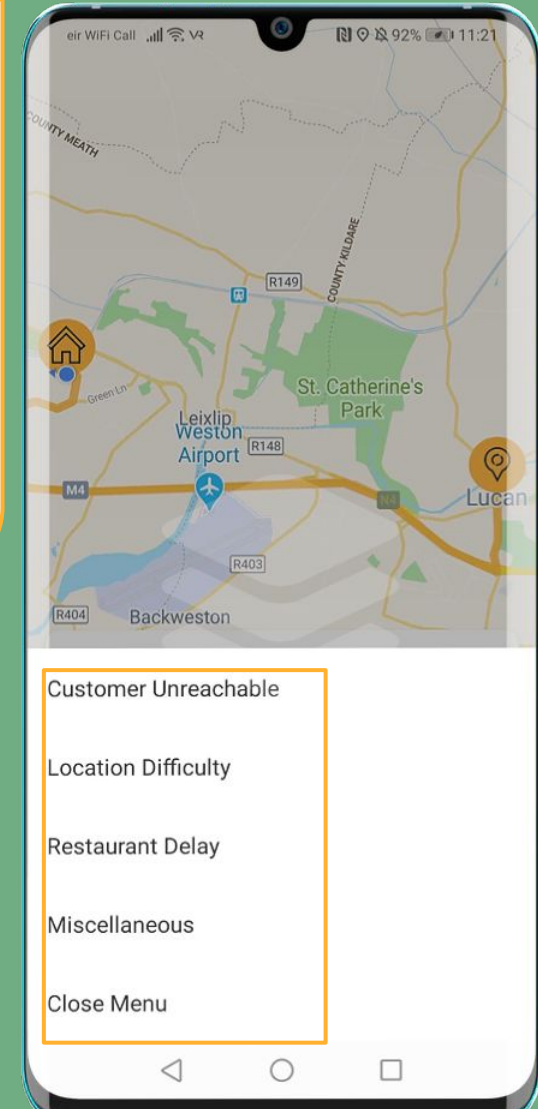 eir WiFi Call
92% 11:21
COUNTY MEATH
COUNTY KILDARE
R149
Green Ln
St. Catherine's
Park
Leixlip
Weston
Airport
R148
M4
N4
Lucan
R403
R404
Backweston
Customer Unreachable
Location Difficulty
Restaurant Delay
Miscellaneous
Close Menu